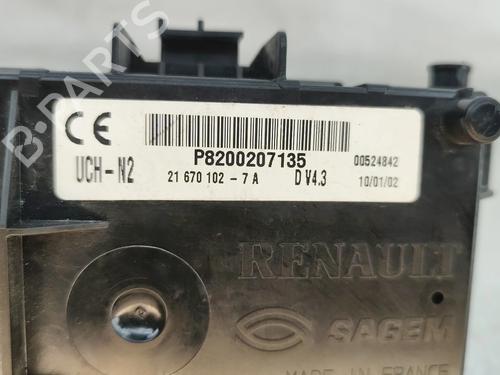 B-PARTS
CE
P8200207135
00524842
UCH-N2
21 670 102 - 7 A
D V4.3
10/01/02
RENAULT
SAGEM
MADE IN FRANCE